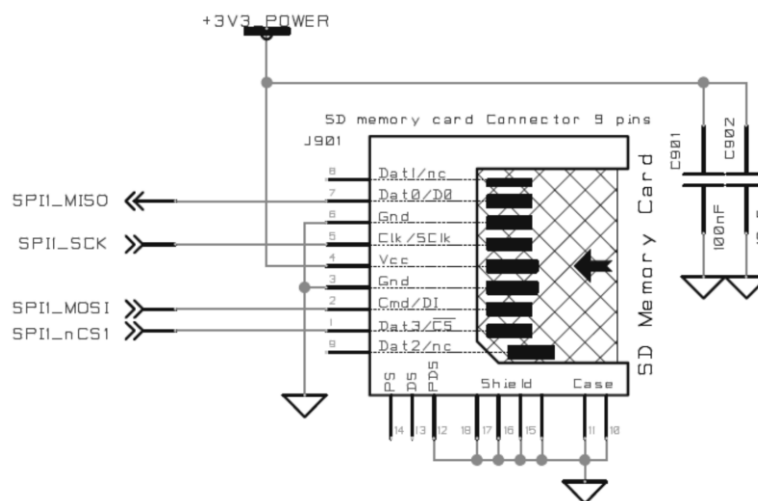 +3V3_POWER
SD memory card Connector 9 pins
J901
C901
C902
8 Dat1/nc
SPI1_MISO 7 Dat0/D0
6 Gnd
SPI1_SCK 5 Clk/SClk
4 Vcc
3 Gnd
SPI1_MOSI 2 Cmd/DI
SPI1_nCS1 1 Dat3/CS
9 Dat2/nc
SD Memory Card
100nF
PS DS PDS Shield Case
14 13 12 18 17 16 15 11 10